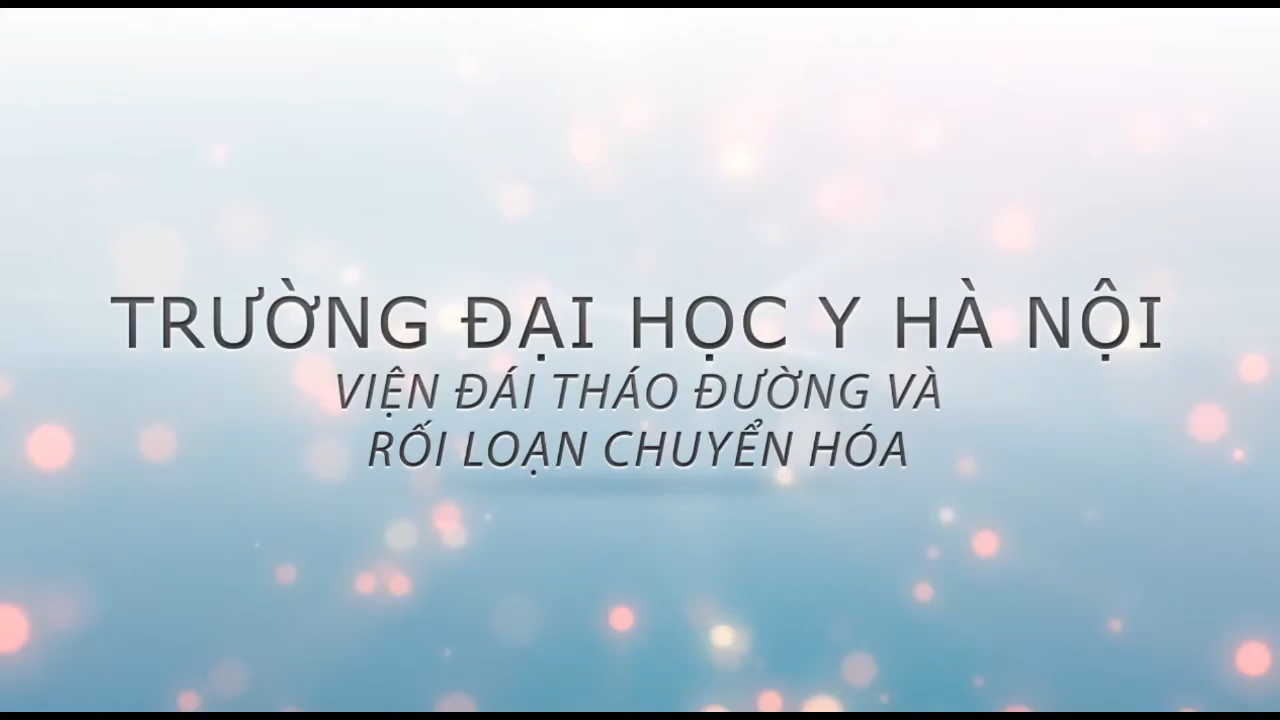 TRƯỜNG ĐẠI HỌC Y HÀ NỘI
VIỆN ĐÁI THÁO ĐƯỜNG VÀ
RỐI LOẠN CHUYỂN HÓA